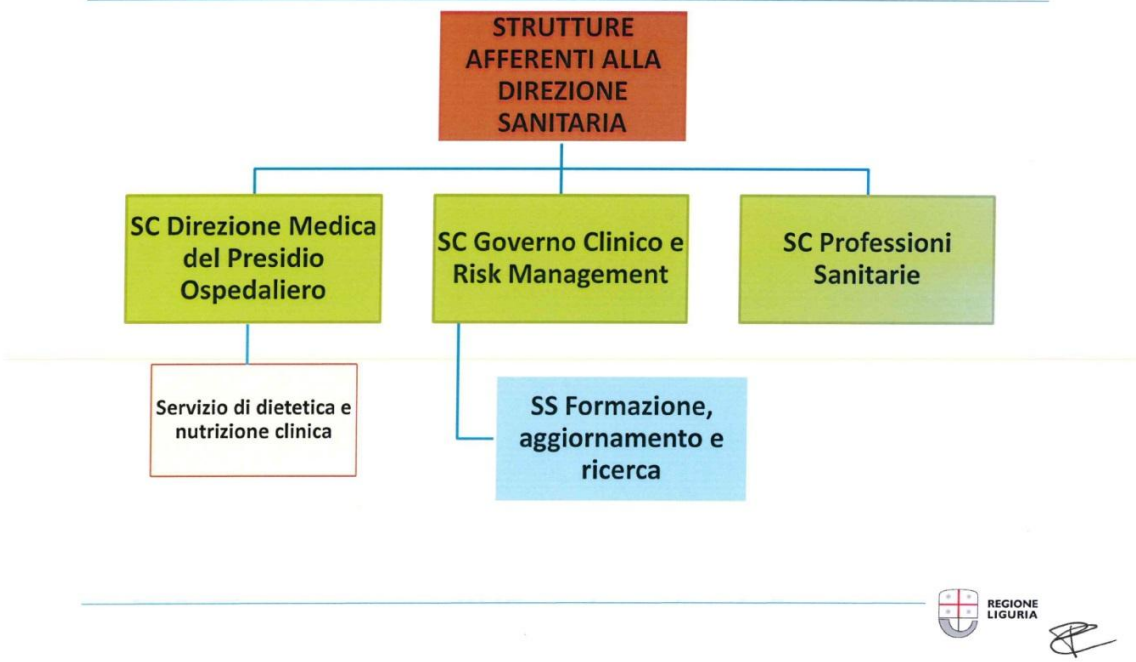 STRUTTURE
AFFERENTI ALLA
DIREZIONE
SANITARIA
SC Direzione Medica
del Presidio
Ospedaliero
SC Governo Clinico e
Risk Management
SC Professioni
Sanitarie
Servizio di dietetica e
nutrizione clinica
SS Formazione,
aggiornamento e
ricerca
REGIONE
LIGURIA